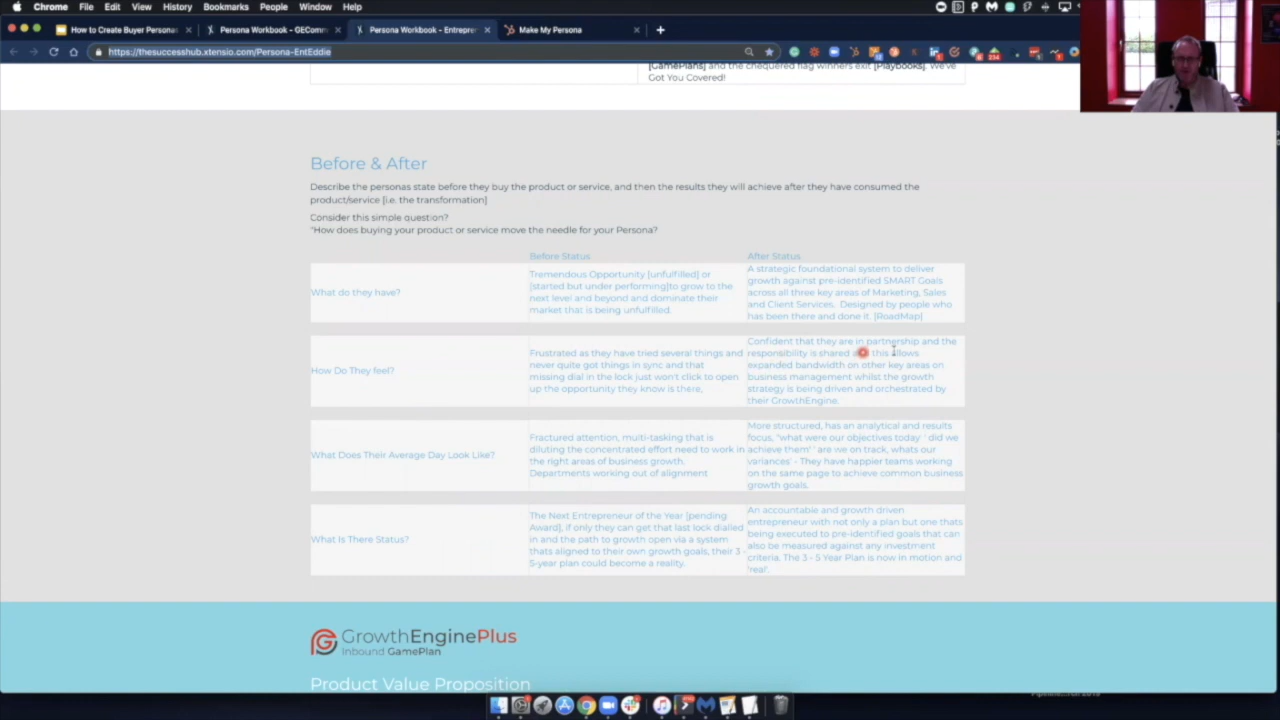 Chrome File Edit View History Bookmarks People Window Help
How to Create Buyer Persona
Persona Workbook - GEComm
Persona Workbook - Entrepre
Make My Persona
https://thesuccesshub.xtensio.com/Persona-EntEddie
[GamePlans] and the chequered flag winners exit [Playbooks]. We've
Got You Covered!
Before & After
Describe the personas state before they buy the product or service, and then the results they will achieve after they have consumed the
product/service [i.e. the transformation]
Consider this simple question?
"How does buying your product or service move the needle for your Persona?
Before Status
After Status
What do they have?
Tremendous Opportunity [unfulfilled] or
[started but under performing]to grow to the
next level and beyond and dominate their
market that is being unfulfilled.
A strategic foundational system to deliver
growth against pre-identified SMART Goals
across all three key areas of Marketing, Sales
and Client Services. Designed by people who
has been there and done it. [RoadMap]
How Do They feel?
Frustrated as they have tried several things and
never quite got things in sync and that
missing dial in the lock just won't click to open
up the opportunity they know is there,
Confident that they are in partnership and the
responsibility is shared this allows
expanded bandwidth on other key areas on
business management whilst the growth
strategy is being driven and orchestrated by
their GrowthEngine.
What Does Their Average Day Look Like?
Fractured attention, multi-tasking that is
diluting the concentrated effort need to work in
the right areas of business growth.
Departments working out of alignment
More structured, has an analytical and results
focus, "what were our objectives today ' did we
achieve them' ' are we on track, whats our
variances' - They have happier teams working
on the same page to achieve common business
growth goals.
What Is There Status?
The Next Entrepreneur of the Year [pending
Award], if only they can get that last lock dialled
in and the path to growth open via a system
thats aligned to their own growth goals, their 3 -
5-year plan could become a reality.
An accountable and growth driven
entrepreneur with not only a plan but one thats
being executed to pre-identified goals that can
also be measured against any investment
criteria. The 3 - 5 Year Plan is now in motion and
'real'.
GrowthEnginePlus
Inbound GamePlan
Product Value Proposition